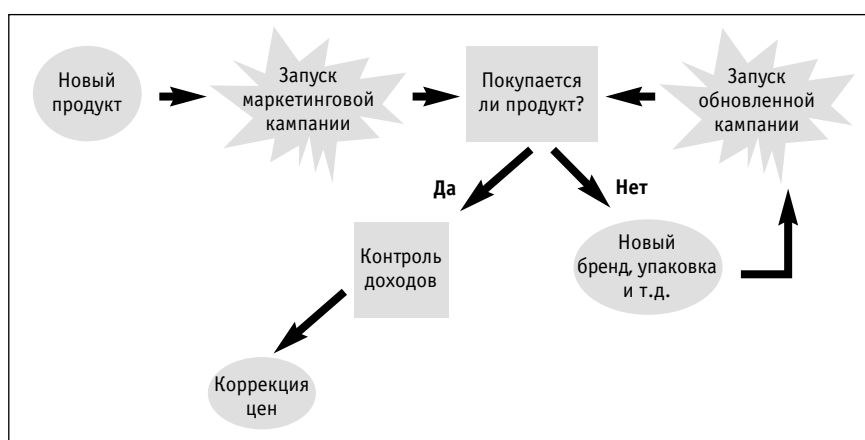 Новый
продукт
Запуск
маркетинговой
кампании
Покупается
ли продукт?
Запуск
обновленной
кампании
Да
Нет
Контроль
доходов
Новый
бренд, упаковка
и т.д.
Коррекция
цен